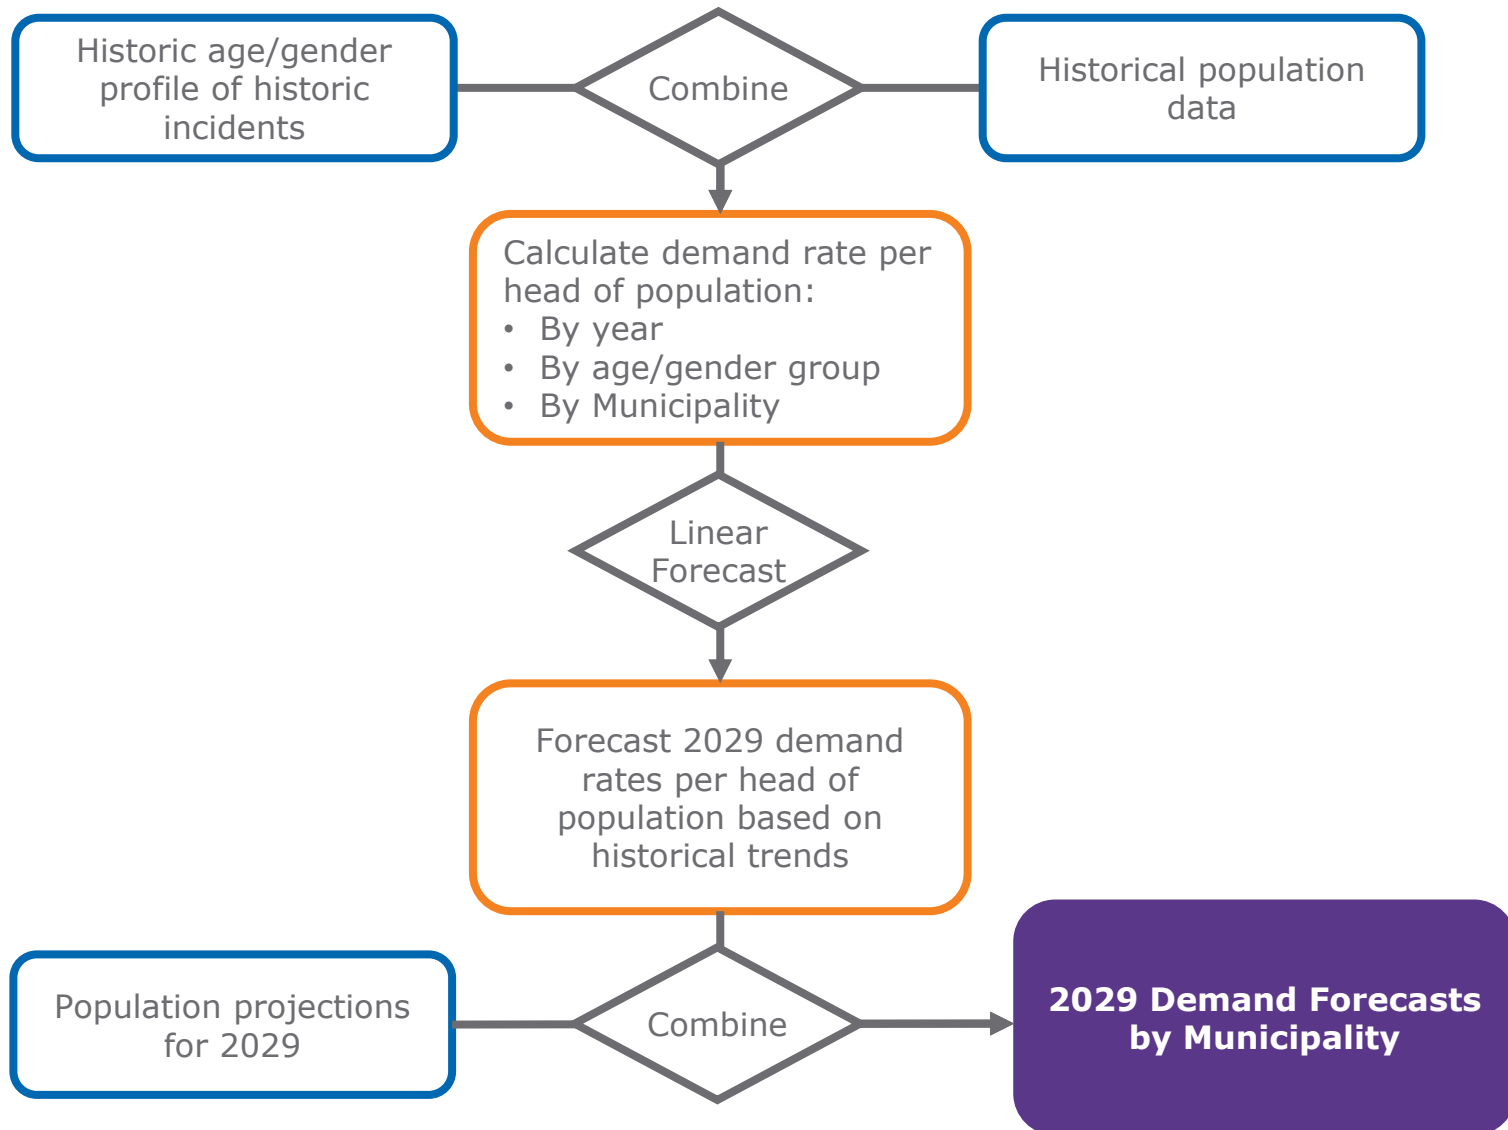 Historic age/gender
profile of historic
incidents
Combine
Historical population
data
Calculate demand rate per
head of population:
• By year
• By age/gender group
• By Municipality
Linear
Forecast
Forecast 2029 demand
rates per head of
population based on
historical trends
Population projections
for 2029
Combine
2029 Demand Forecasts
by Municipality